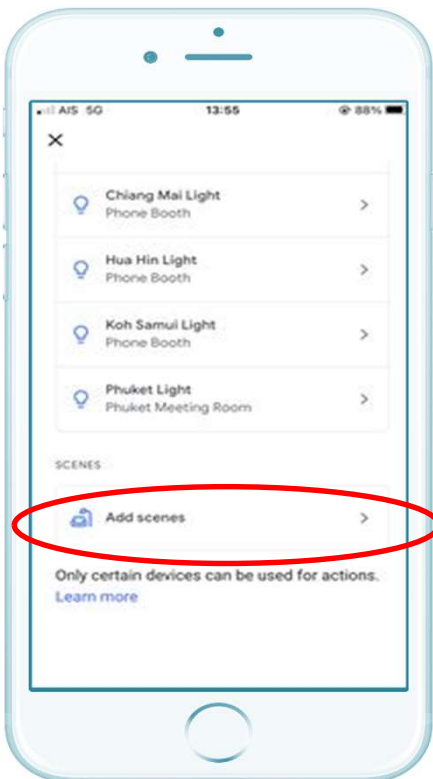 AIS 5G 13:55 88%
Chiang Mai Light
Phone Booth
Hua Hin Light
Phone Booth
Koh Samui Light
Phone Booth
Phuket Light
Phuket Meeting Room
SCENES
Add scenes
Only certain devices can be used for actions.
Learn more